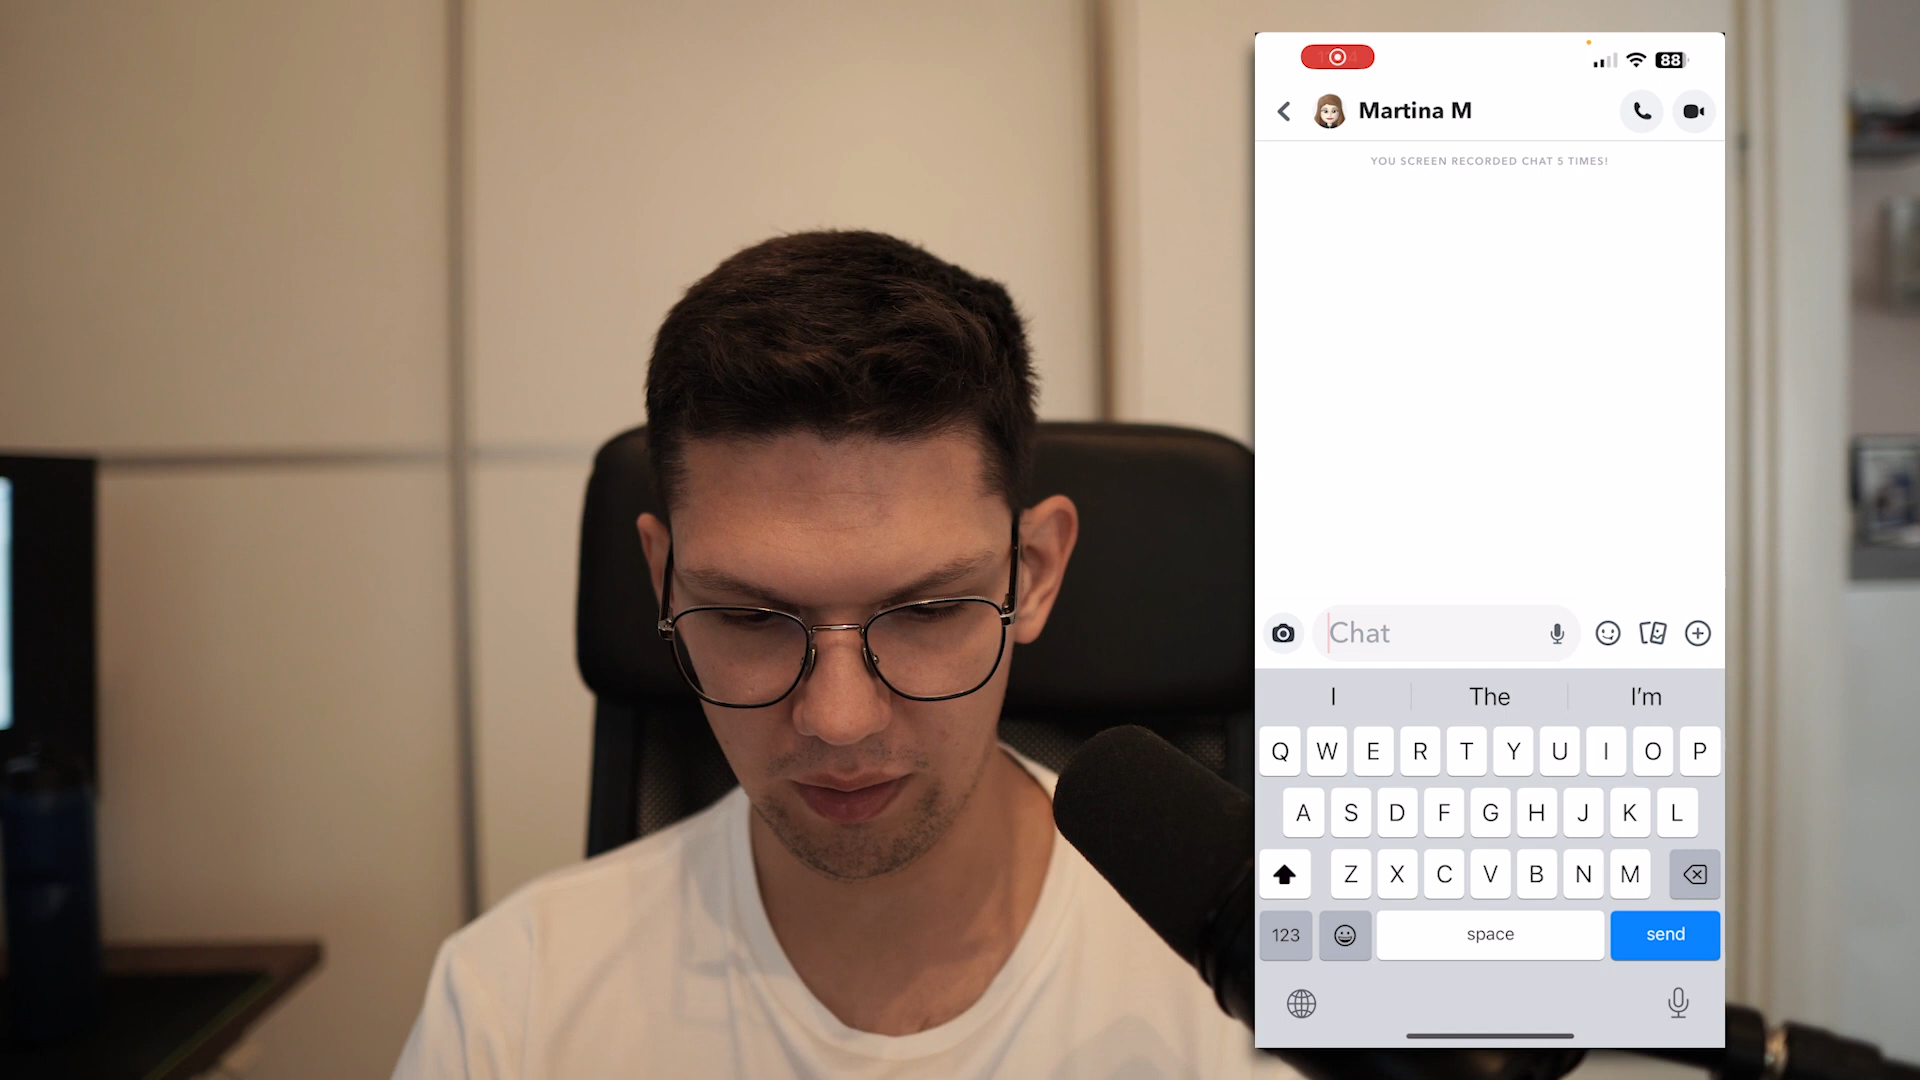 88
Martina M
YOU SCREEN RECORDED CHAT 5 TIMES!
Chat
I The I'm
Q W E R T Y U I O P
A S D F G H J K L
Z X C V B N M
123 space send